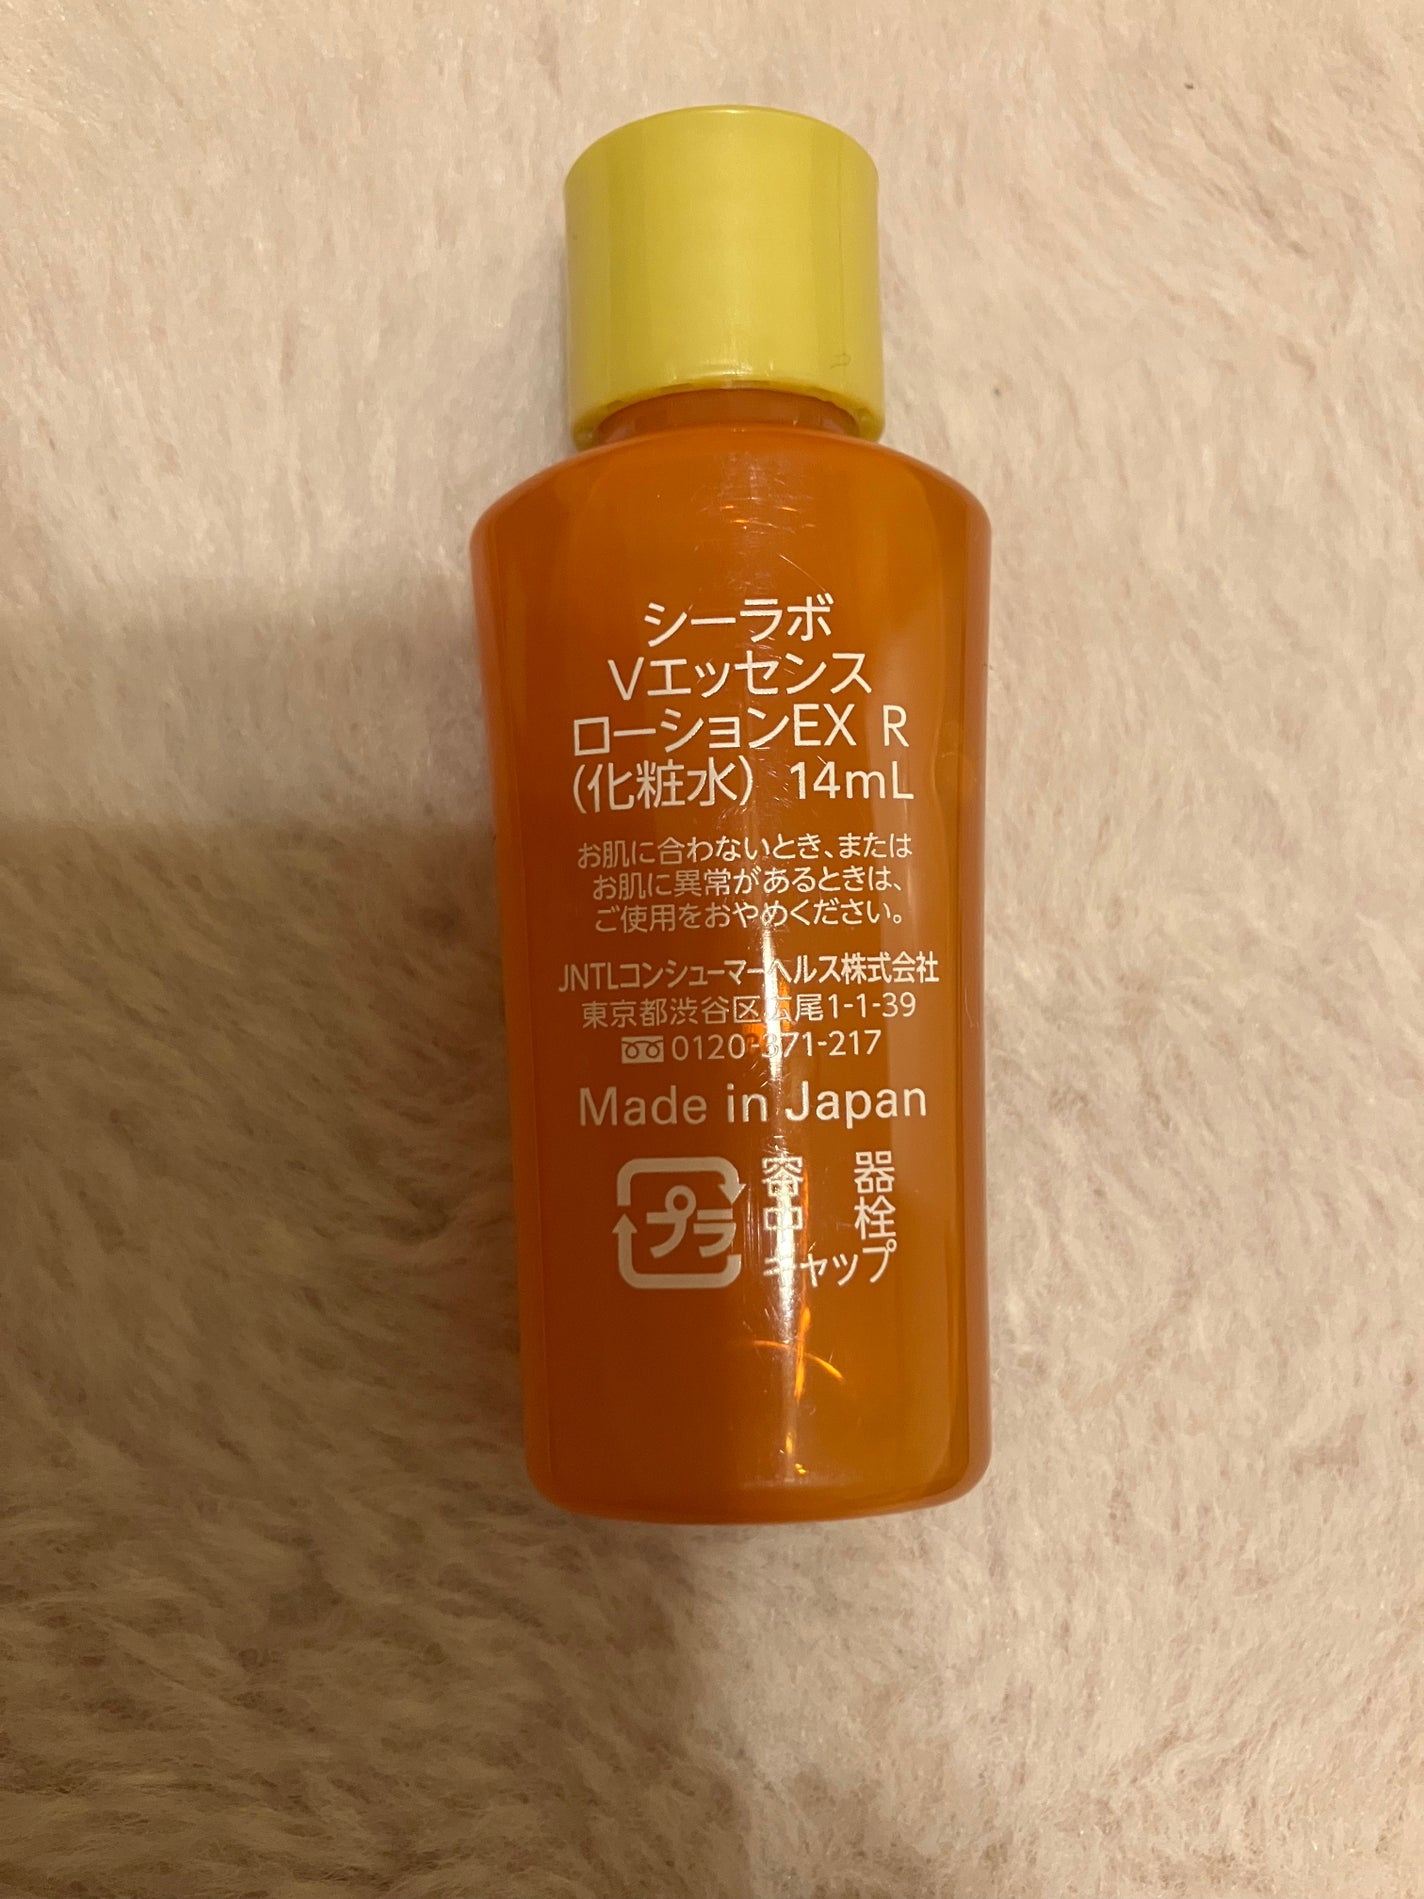 シーラボ
Vエッセンス
ローションEX R
(化粧水) 14mL
お肌に合わないとき、または
お肌に異常があるときは、
ご使用をおやめください。
JNTLコンシューマーヘルス株式会社
東京都渋谷区広尾1-1-39
0120-371-217
Made in Japan
プラ
容器
中栓
キャップ